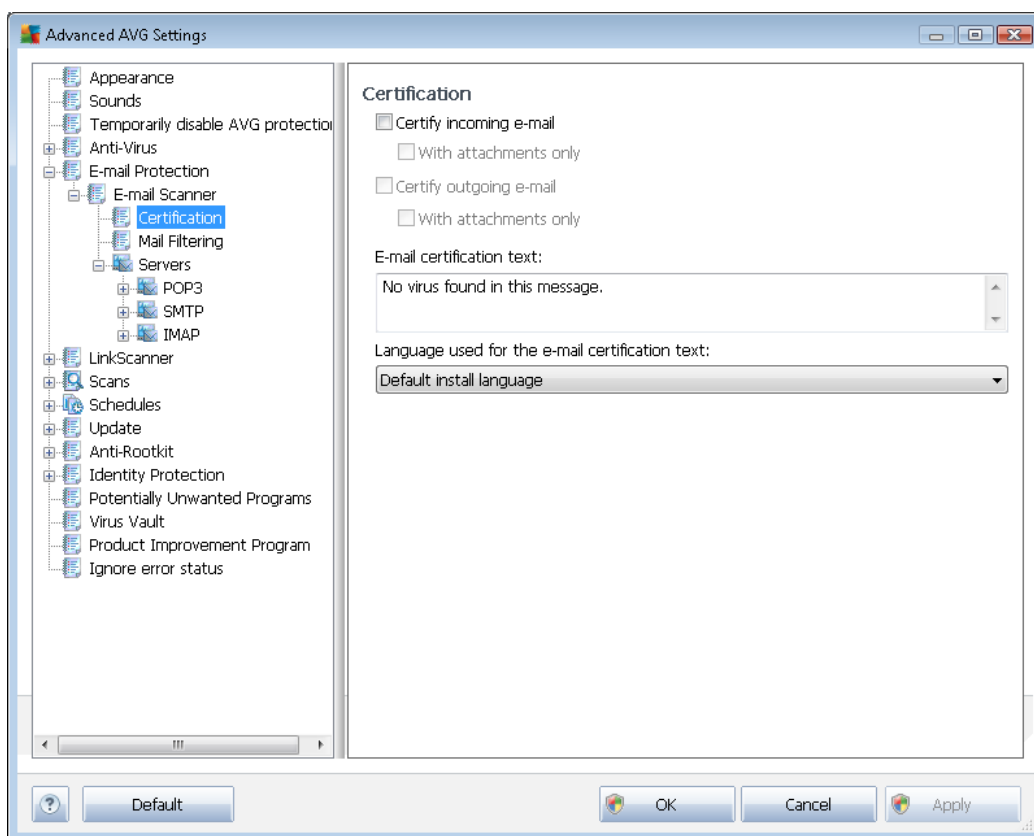 Advanced AVG Settings
Appearance
Sounds
Temporarily disable AVG protection
Anti-Virus
E-mail Protection
E-mail Scanner
Certification
Mail Filtering
Servers
POP3
SMTP
IMAP
LinkScanner
Scans
Schedules
Update
Anti-Rootkit
Identity Protection
Potentially Unwanted Programs
Virus Vault
Product Improvement Program
Ignore error status
Certification
Certify incoming e-mail
With attachments only
Certify outgoing e-mail
With attachments only
E-mail certification text:
No virus found in this message.
Language used for the e-mail certification text:
Default install language
?
Default
OK
Cancel
Apply